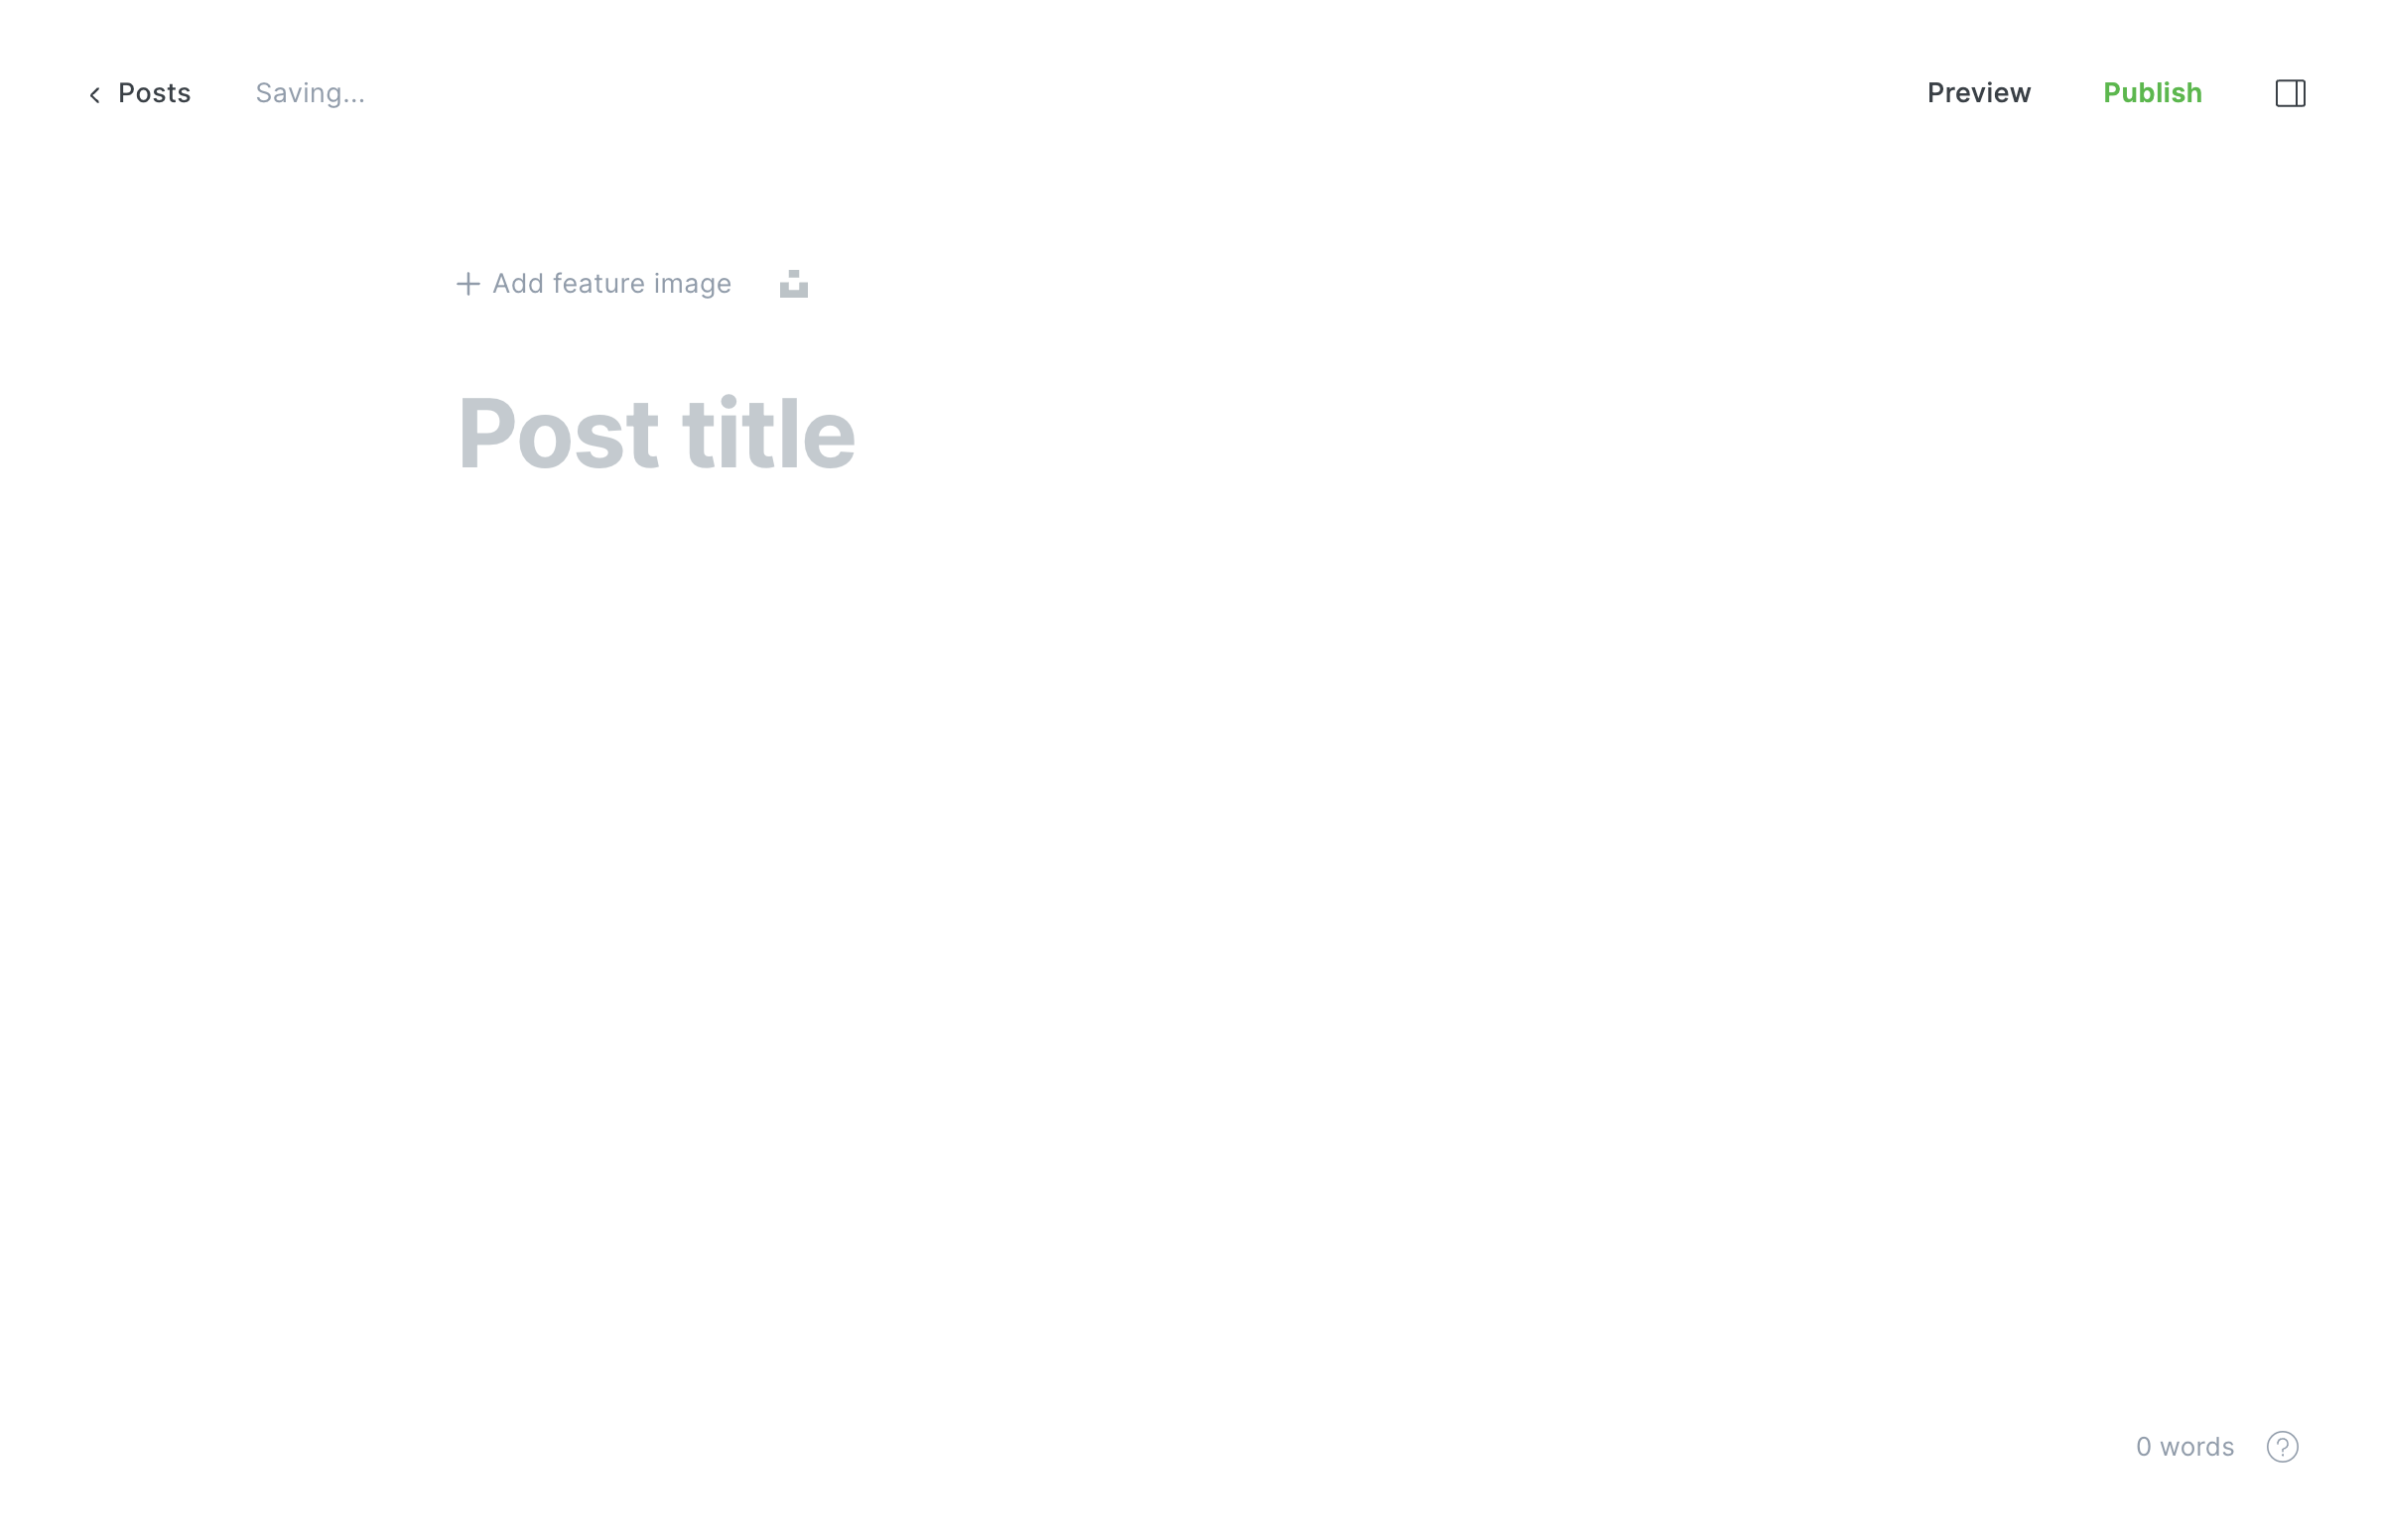 Posts
Saving...
Preview
Publish
Add feature image
Post title
0 words
?